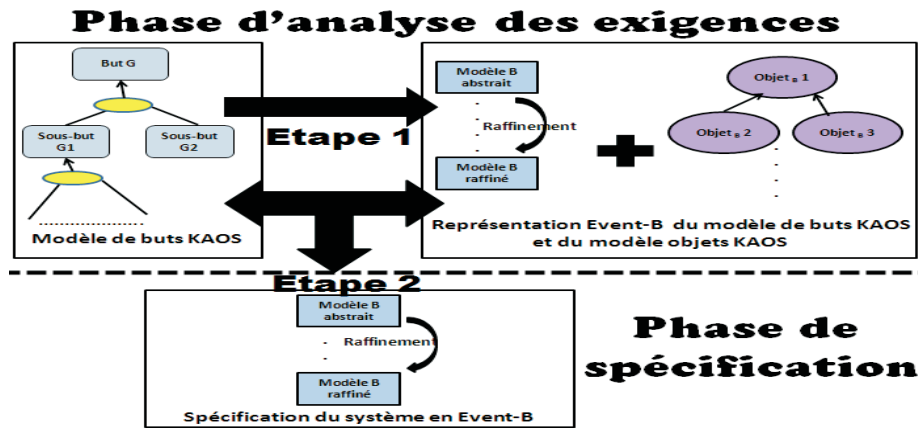 Phase d'analyse des exigences
But G
Sous-but
G1
Sous-but
G2
Modèle de buts KAOS
Etape 1
Modèle B
abstrait
Raffinement
Modèle B
raffiné
Objet B 1
Objet B 2
Objet B 3
Représentation Event-B du modèle de buts KAOS
et du modèle objets KAOS
Etape 2
Modèle B
abstrait
Raffinement
Modèle B
raffiné
Spécification du système en Event-B
Phase de
spécification